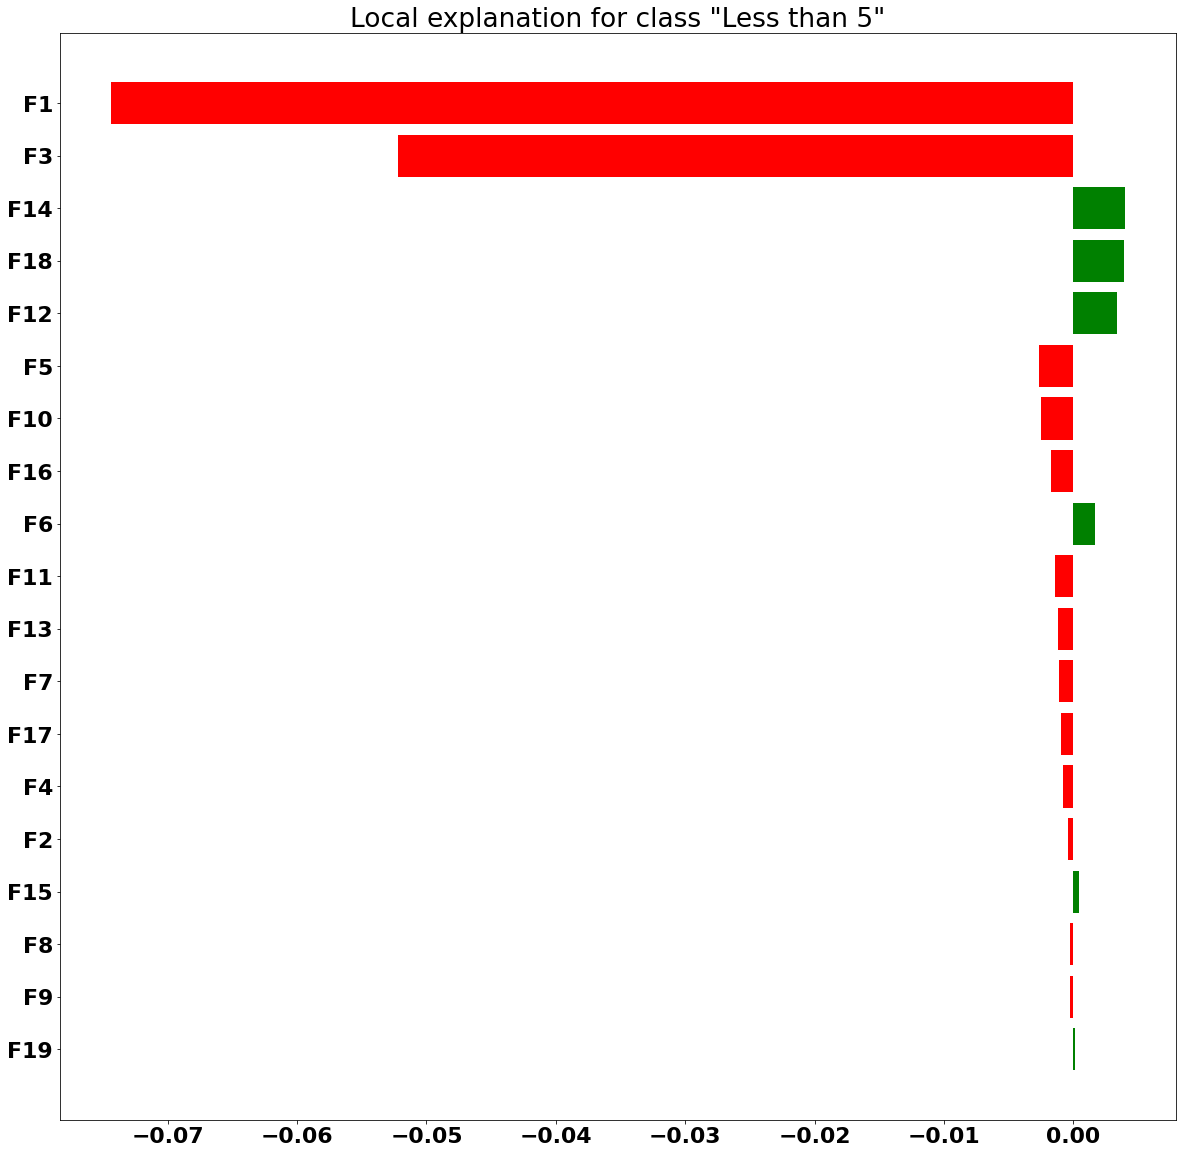 Local explanation for class "Less than 5"
F1
F3
F14
F18
F12
F5
F10
F16
F6
F11
F13
F7
F17
F4
F2
F15
F8
F9
F19
−0.07 −0.06 −0.05 −0.04 −0.03 −0.02 −0.01 0.00